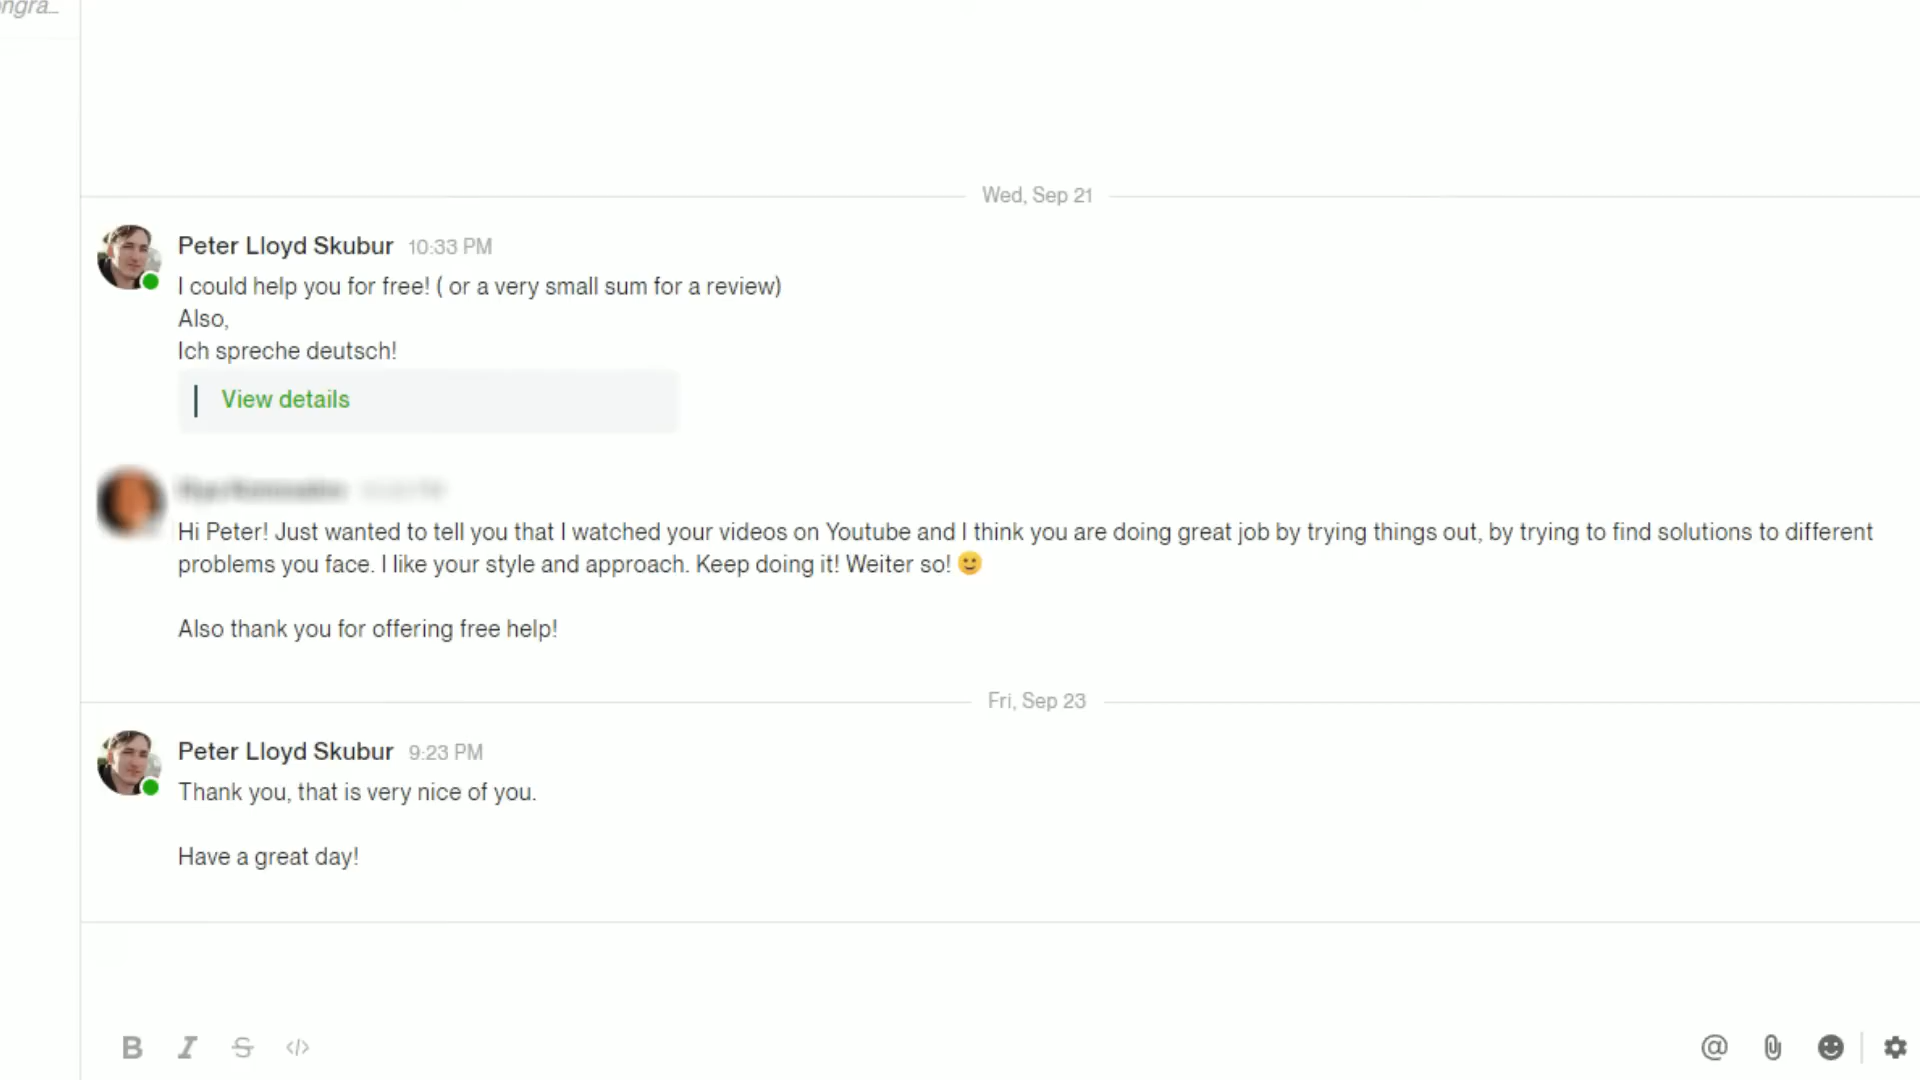 Wed, Sep 21
Peter Lloyd Skubur 10:33 PM
I could help you for free! ( or a very small sum for a review)
Also,
Ich spreche deutsch!
View details
Hi Peter! Just wanted to tell you that I watched your videos on Youtube and I think you are doing great job by trying things out, by trying to find solutions to different
problems you face. I like your style and approach. Keep doing it! Weiter so! 🙂
Also thank you for offering free help!
Fri, Sep 23
Peter Lloyd Skubur 9:23 PM
Thank you, that is very nice of you.
Have a great day!
B I S </> @